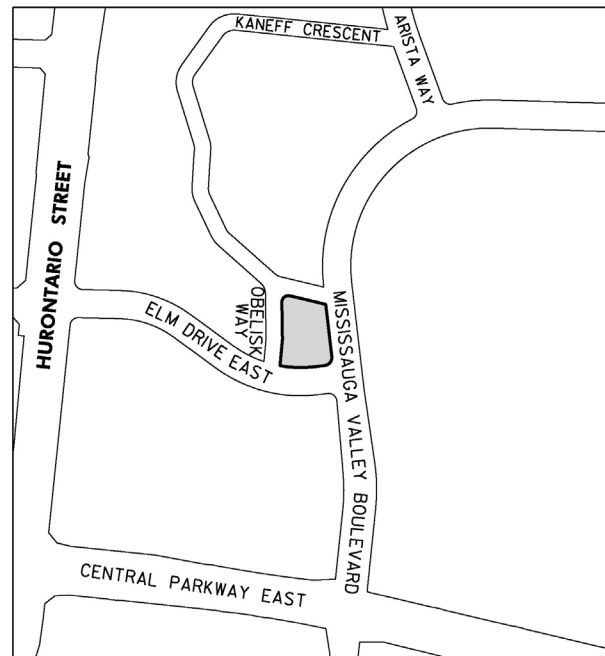 KANEFF CRESCENT
ARISTA WAY
HURONTARIO STREET
OBELISK
WAY
ELM DRIVE EAST
MISSISSAUGA VALLEY BOULEVARD
CENTRAL PARKWAY EAST